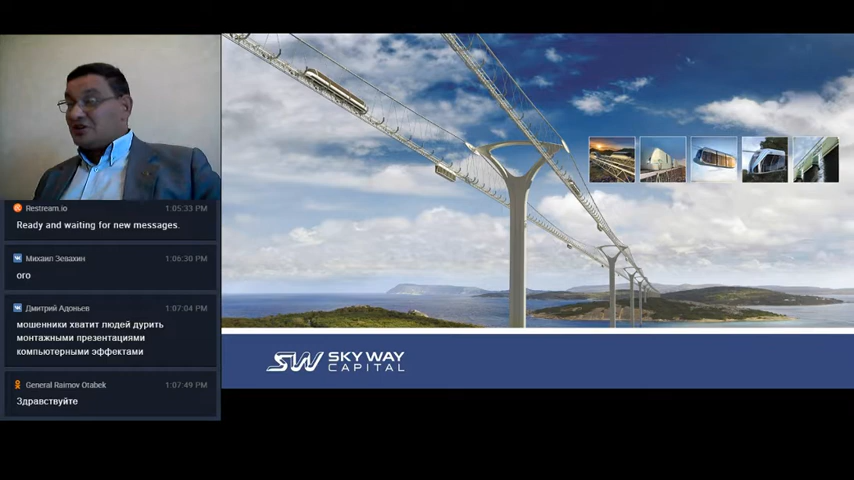 Restream.io 1:05:33 PM
Ready and waiting for new messages.
Михаил Зевахин 1:06:30 PM
ого
Дмитрий Адоньев 1:07:04 PM
мошенники хватит людей дурить
монтажными презентациями
компьютерными эффектами
General Raimov Otabek 1:07:49 PM
Здравствуйте
SW SKY WAY
CAPITAL